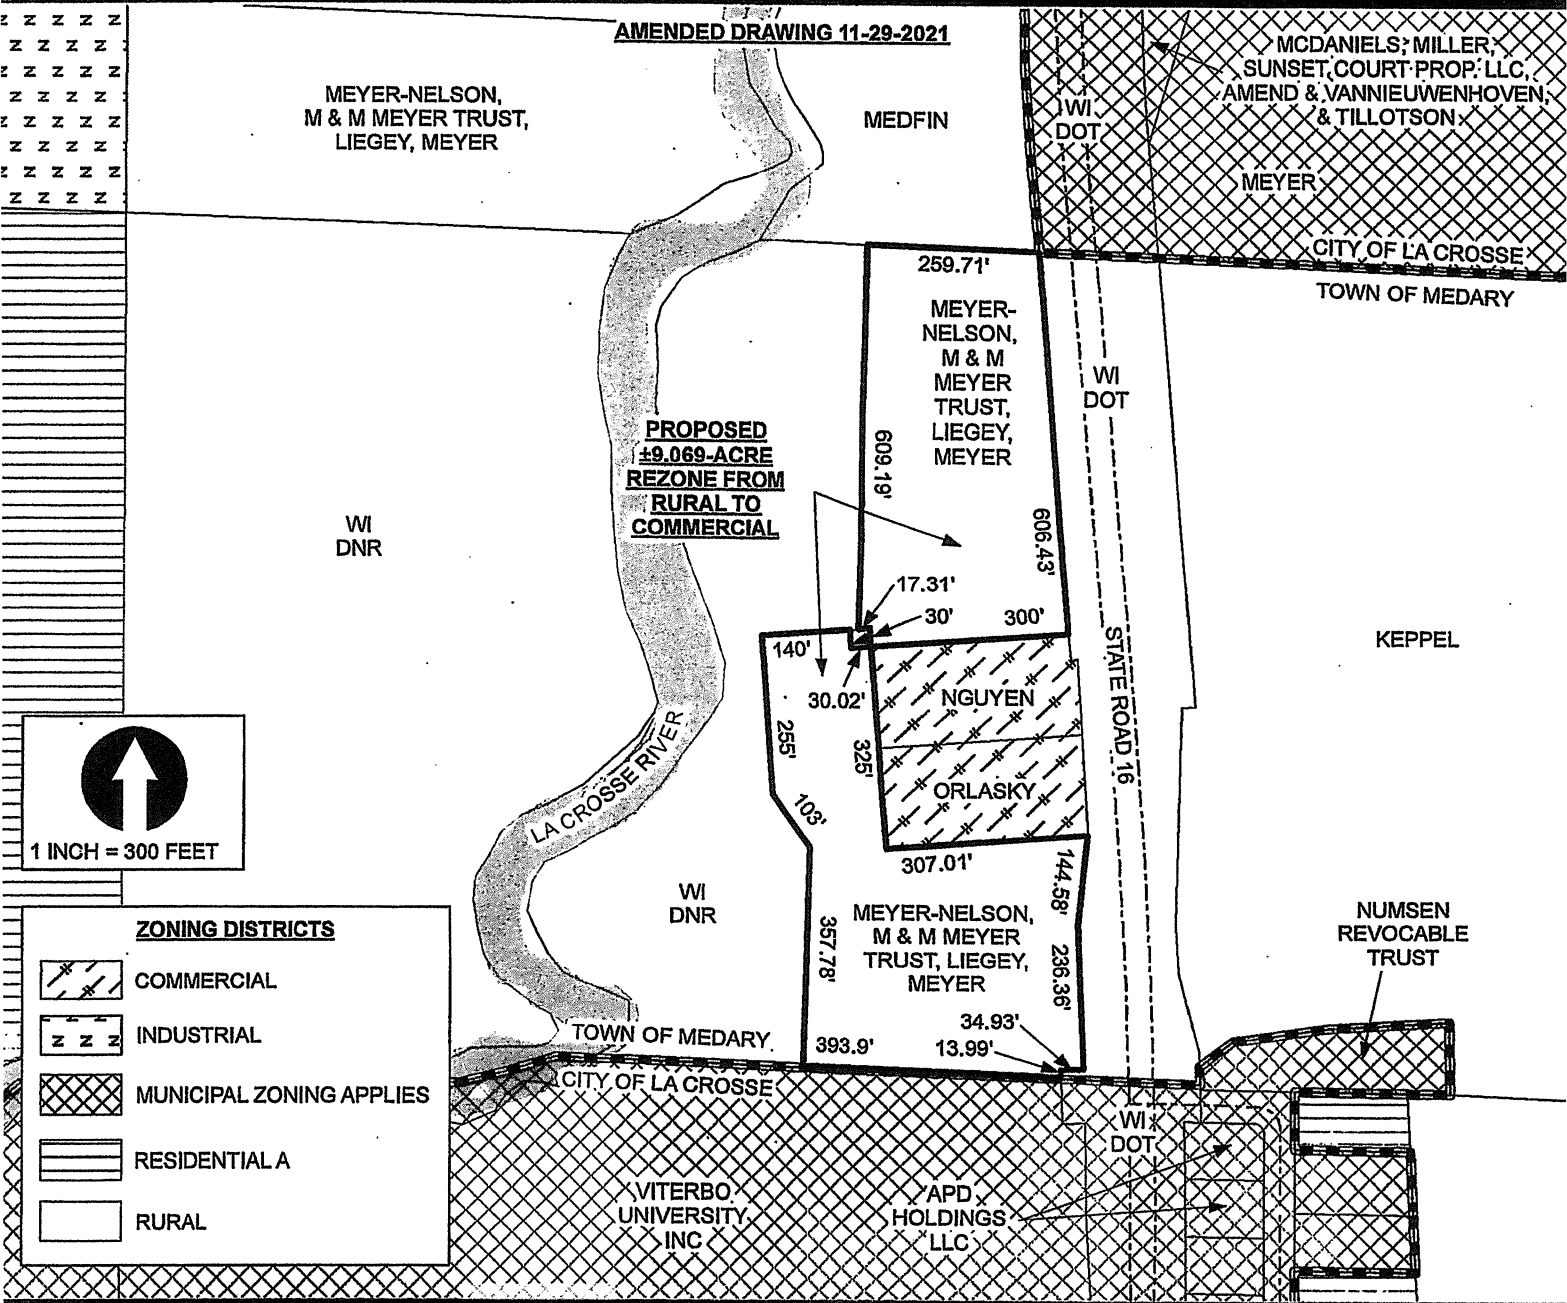 AMENDED DRAWING 11-29-2021
MEYER-NELSON,
M & M MEYER TRUST,
LIEGEY, MEYER
MEDFIN
WI
DOT
MCDANIELS, MILLER,
SUNSET COURT PROP. LLC,
AMEND & VANNIEUWENHOVEN,
& TILLOTSON
MEYER
CITY OF LA CROSSE
TOWN OF MEDARY
259.71'
MEYER-
NELSON,
M & M
MEYER
TRUST,
LIEGEY,
MEYER
WI
DOT
609.19'
606.43'
PROPOSED
±9.069-ACRE
REZONE FROM
RURAL TO
COMMERCIAL
WI
DNR
17.31'
30'
300'
140'
30.02'
KEPPEL
STATE ROAD 16
NGUYEN
ORLASKY
255'
325'
103'
LA CROSSE RIVER
1 INCH = 300 FEET
307.01'
144.58'
WI
DNR
MEYER-NELSON,
M & M MEYER
TRUST, LIEGEY,
MEYER
357.78'
236.36'
NUMSEN
REVOCABLE
TRUST
34.93'
13.99'
393.9'
TOWN OF MEDARY
CITY OF LA CROSSE
ZONING DISTRICTS
COMMERCIAL
Z Z Z
INDUSTRIAL
MUNICIPAL ZONING APPLIES
RESIDENTIAL A
RURAL
VITERBO
UNIVERSITY
INC
APD
HOLDINGS
LLC
WI
DOT